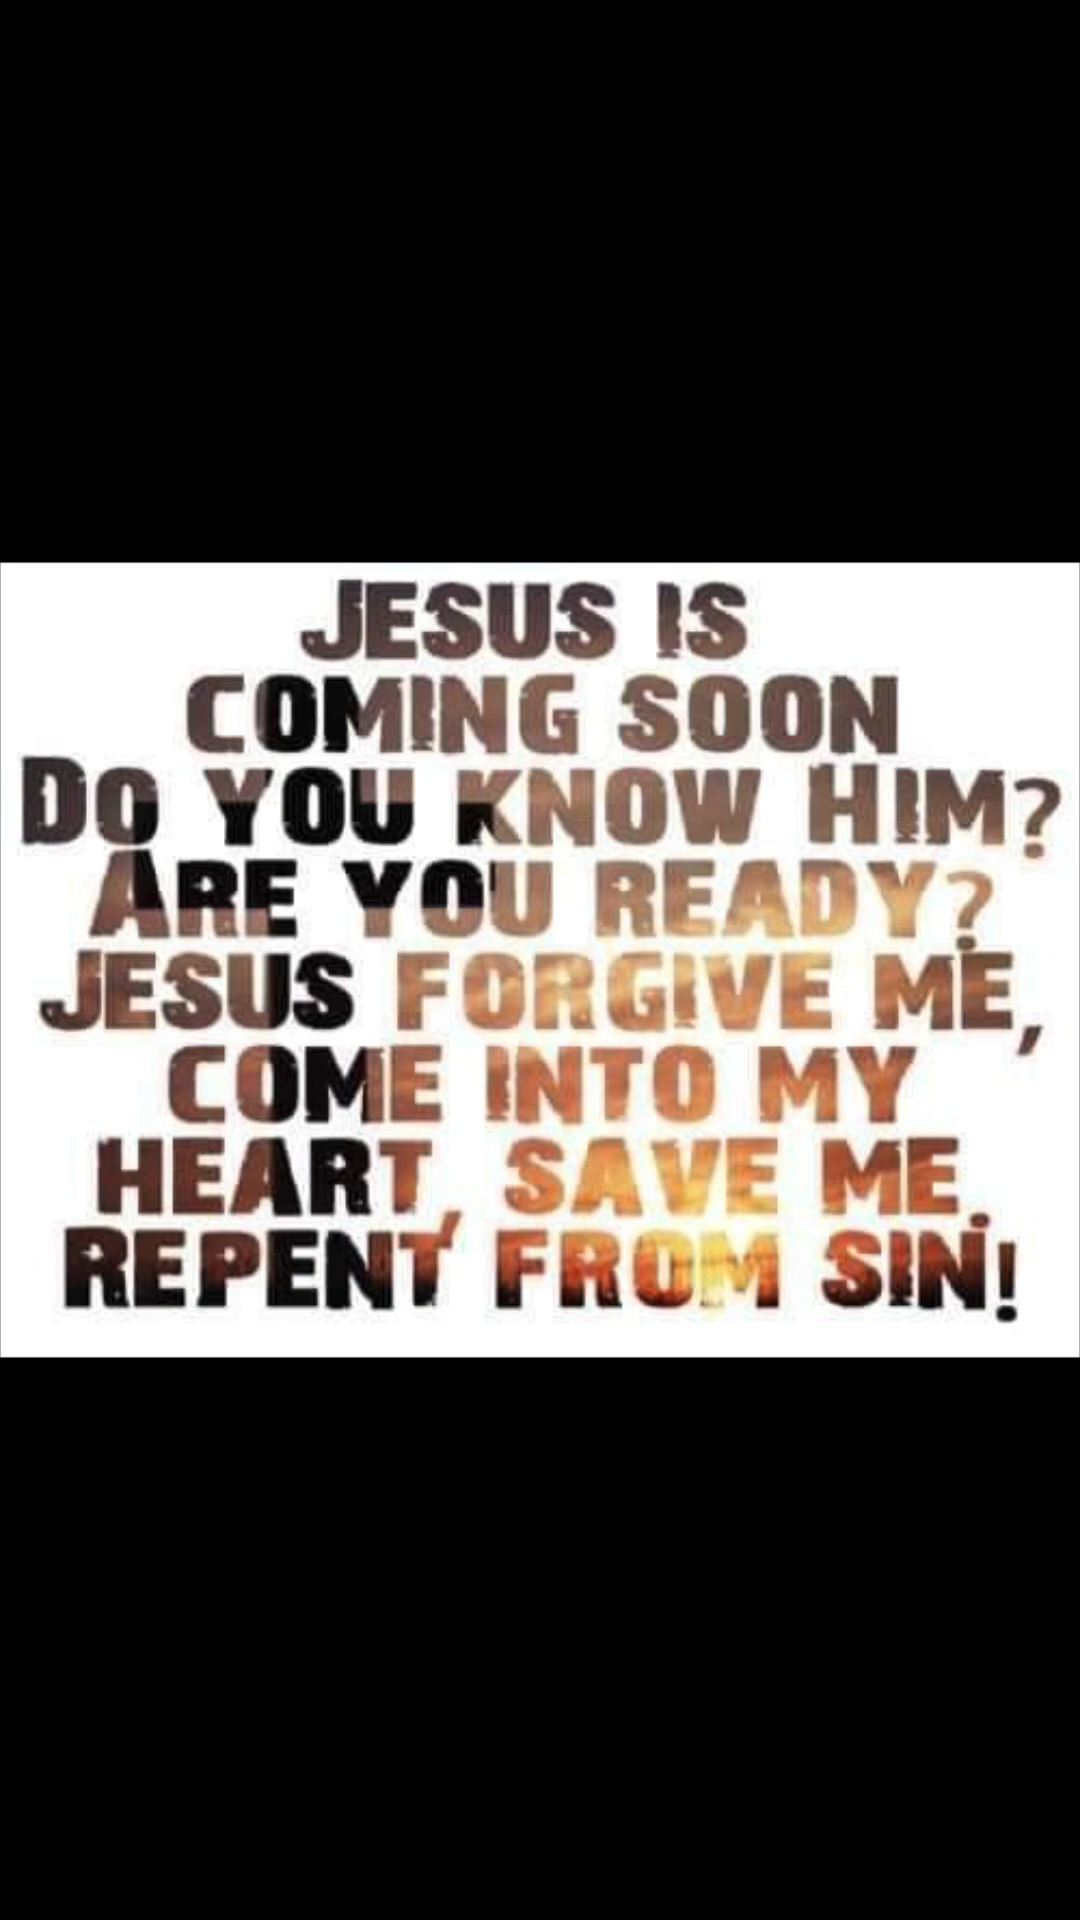 JESUS IS
COMING SOON
DO YOU KNOW HIM?
ARE YOU READY?
JESUS FORGIVE ME,
COME INTO MY
HEART, SAVE ME.
REPENT FROM SIN!